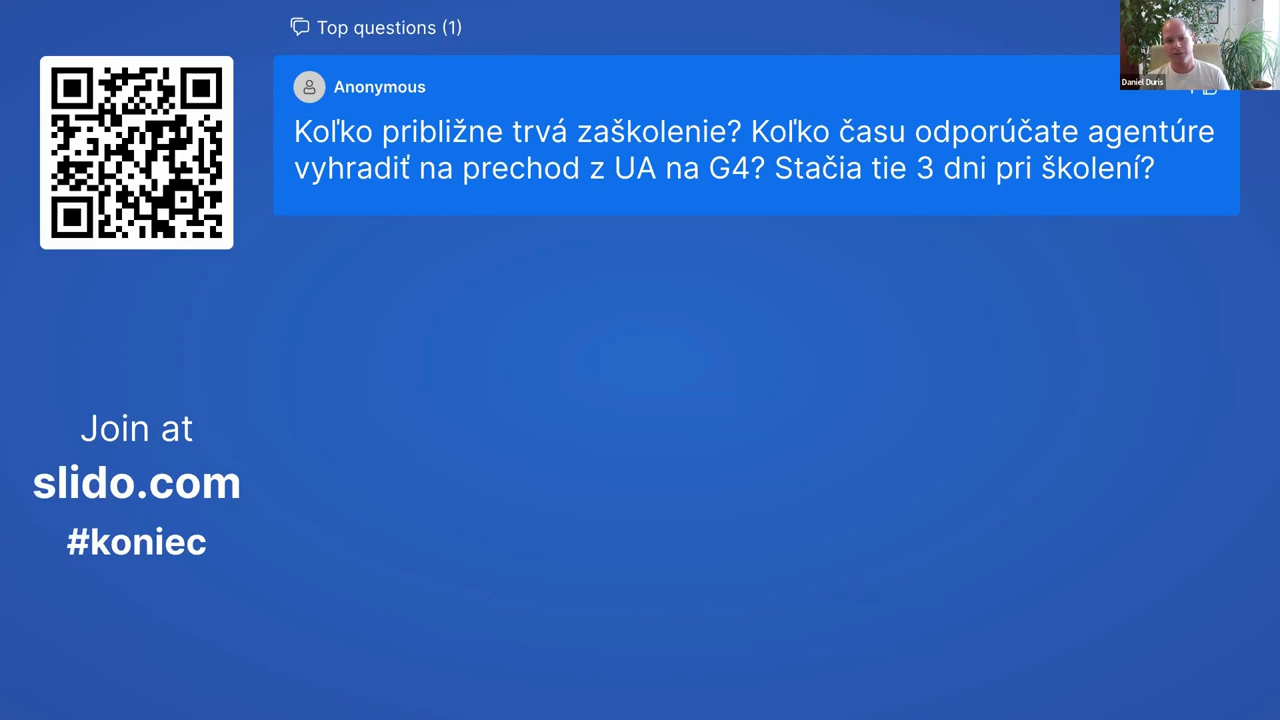 Top questions (1)
Daniel Duris
Anonymous
Koľko približne trvá zaškolenie? Koľko času odporúčate agentúre
vyhradiť na prechod z UA na G4? Stačia tie 3 dni pri školení?
Join at
slido.com
#koniec